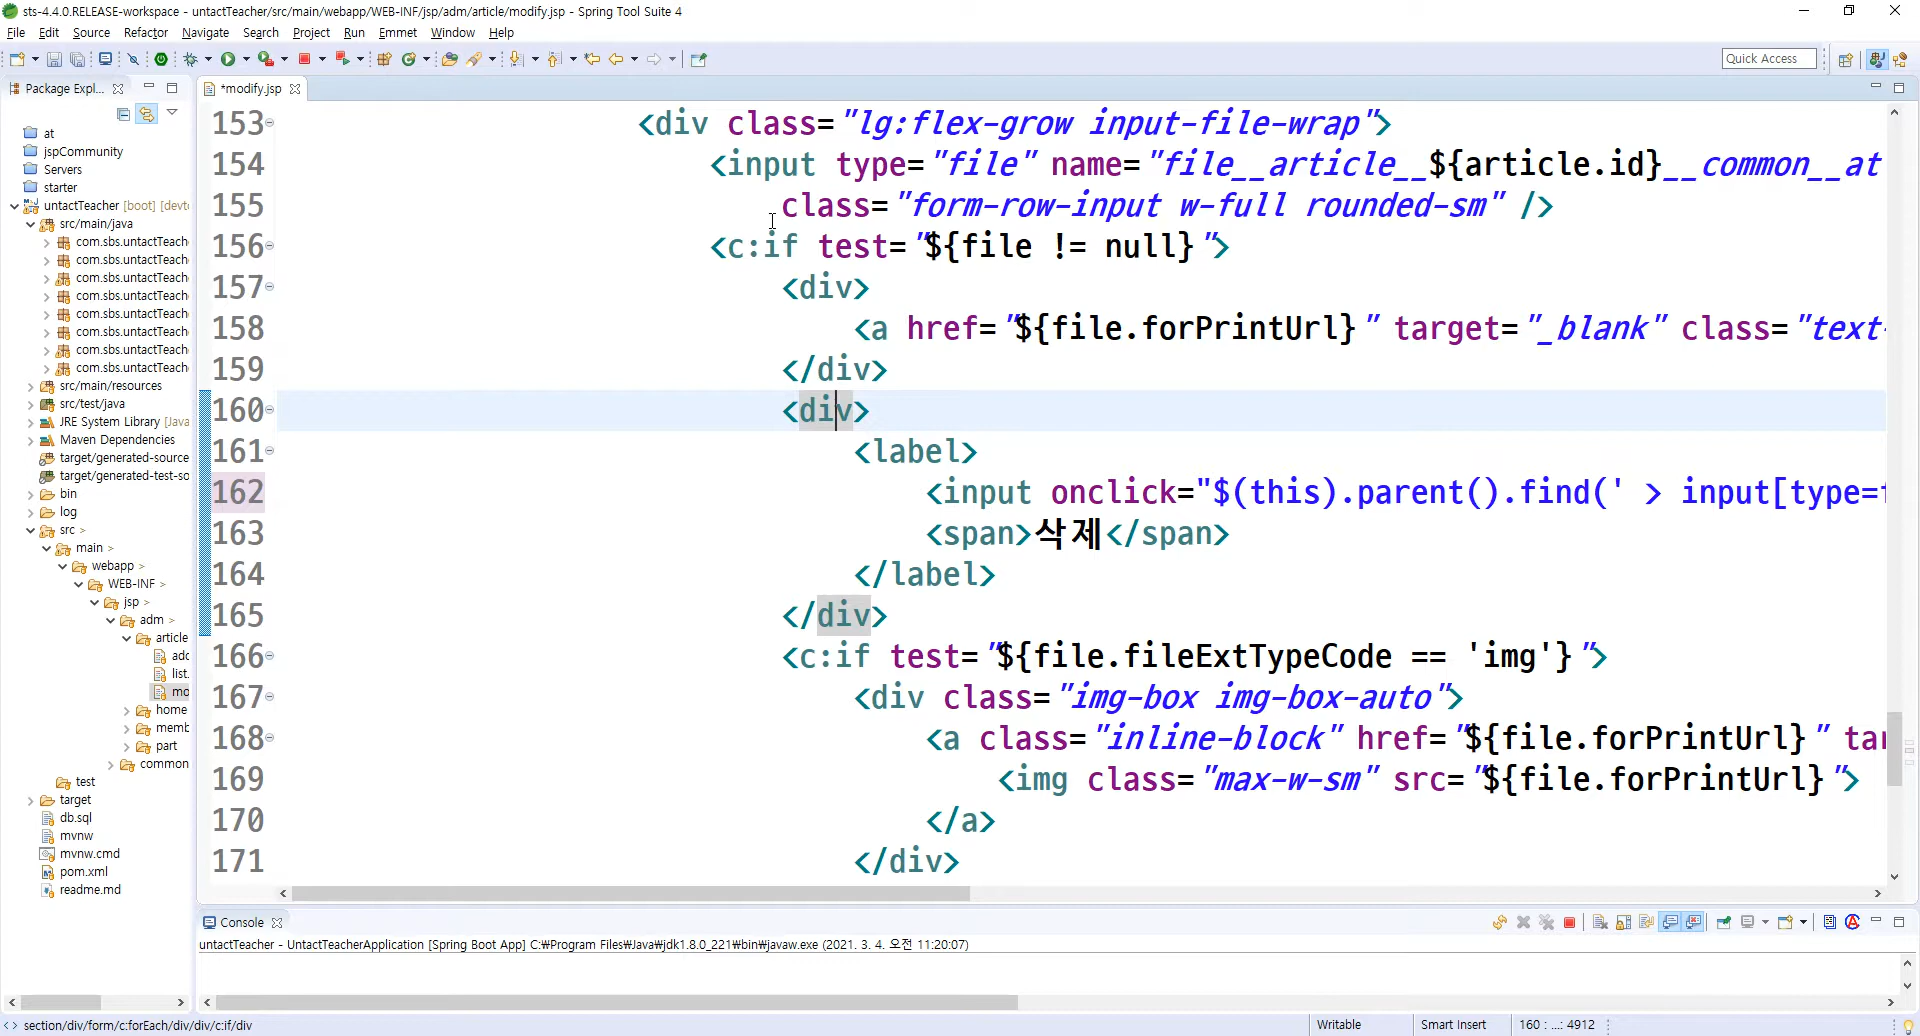 sts-4.4.0.RELEASE-workspace - untactTeacher/src/main/webapp/WEB-INF/jsp/adm/article/modify.jsp - Spring Tool Suite 4
File Edit Source Refactor Navigate Search Project Run Emmet Window Help
Quick Access
Package Expl...
*modify.jsp
at
jspCommunity
Servers
starter
untactTeacher [boot] [devto
src/main/java
com.sbs.untactTeach
com.sbs.untactTeach
com.sbs.untactTeach
com.sbs.untactTeach
com.sbs.untactTeach
com.sbs.untactTeach
com.sbs.untactTeach
com.sbs.untactTeach
src/main/resources
src/test/java
JRE System Library [Java
Maven Dependencies
target/generated-source
target/generated-test-so
bin
log
src >
main >
webapp >
WEB-INF >
jsp >
adm >
article
add
list.
mo
home
memb
part
common
test
target
db.sql
mvnw
mvnw.cmd
pom.xml
readme.md
153 <div class="lg:flex-grow input-file-wrap">
154 <input type="file" name="file__article__${article.id}__common__at
155 class="form-row-input w-full rounded-sm" />
156 <c:if test="${file != null}">
157 <div>
158 <a href="${file.forPrintUrl}" target="_blank" class="text-
159 </div>
160 <div>
161 <label>
162 <input onclick="$(this).parent().find(' > input[type=f
163 <span>삭제</span>
164 </label>
165 </div>
166 <c:if test="${file.fileExtTypeCode == 'img'}">
167 <div class="img-box img-box-auto">
168 <a class="inline-block" href="${file.forPrintUrl}" tar
169 <img class="max-w-sm" src="${file.forPrintUrl}">
170 </a>
171 </div>
Console
untactTeacher - UntactTeacherApplication [Spring Boot App] C:₩Program Files₩Java₩jdk1.8.0_221₩bin₩javaw.exe (2021. 3. 4. 오전 11:20:07)
section/div/form/c:forEach/div/div/c:if/div
Writable
Smart Insert
160 : ...: 4912